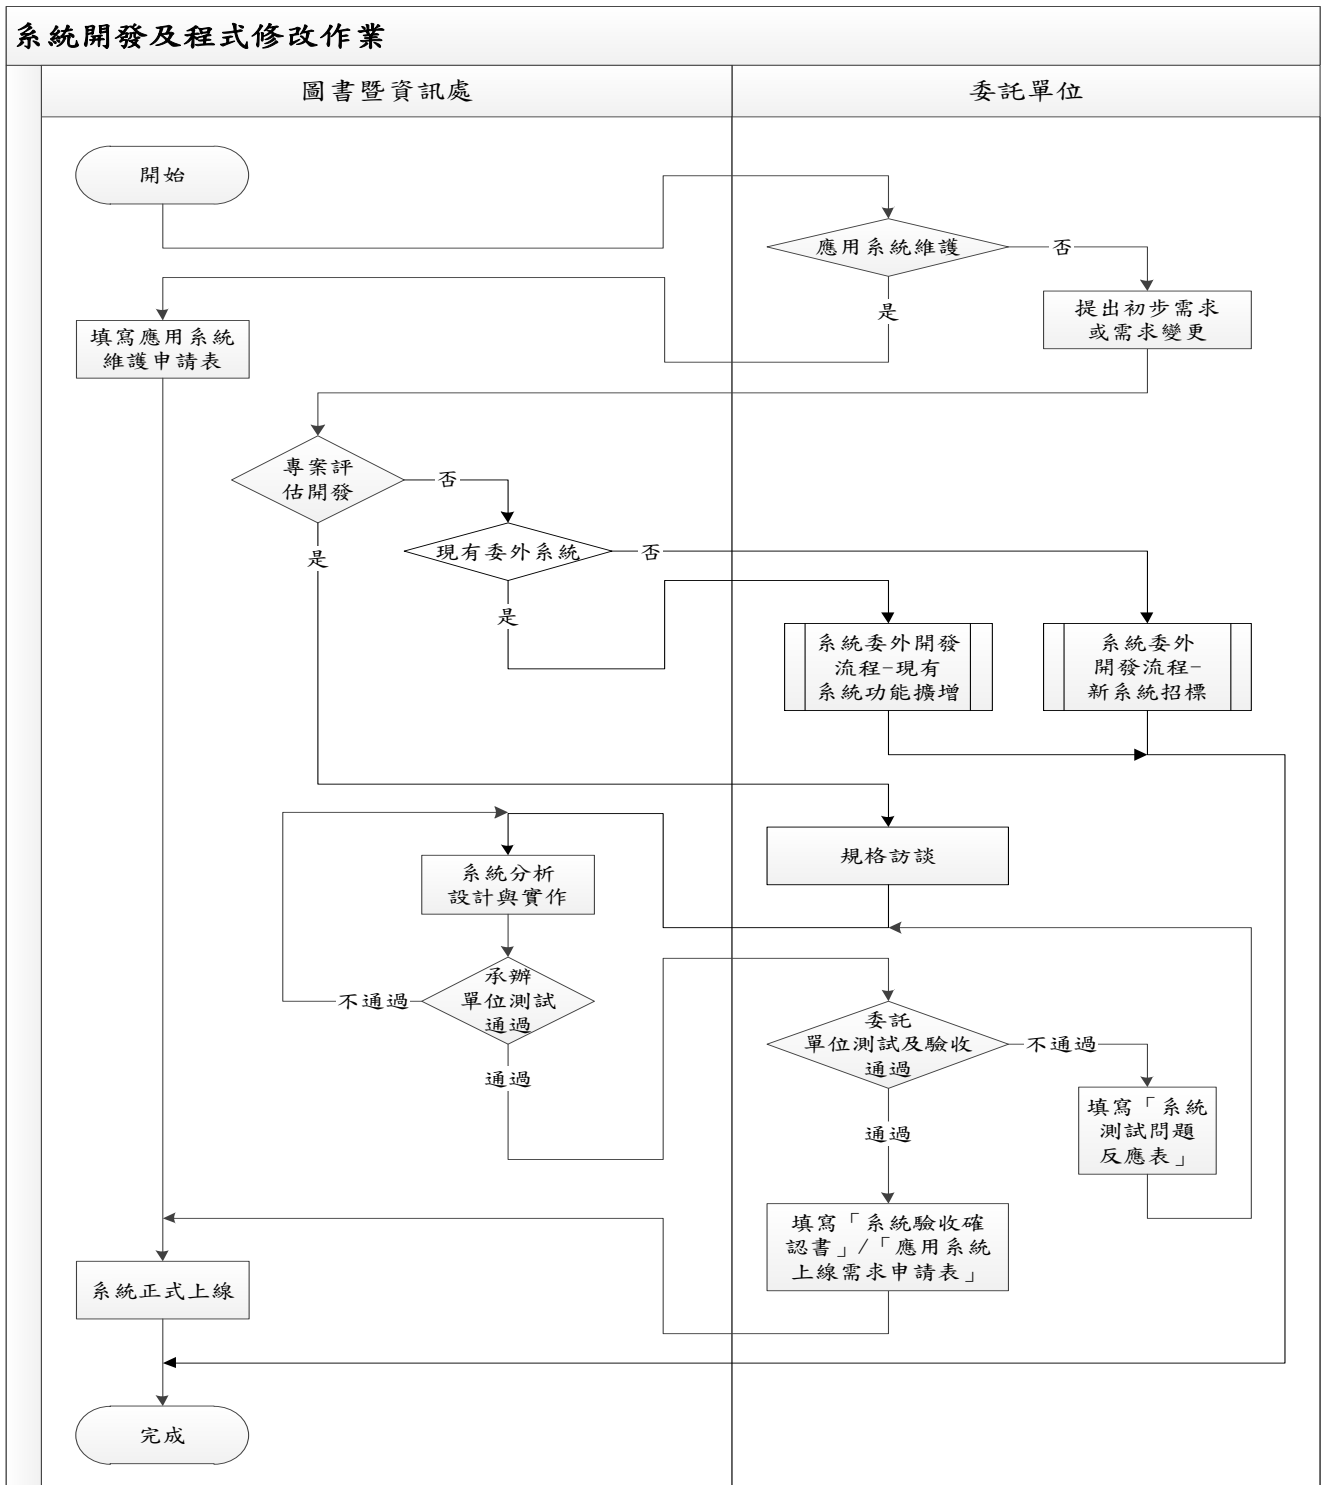 系統開發及程式修改作業
圖書暨資訊處
委託單位
開始
應用系統維護
否
是
提出初步需求
或需求變更
填寫應用系統
維護申請表
專案評
估開發
否
是
現有委外系統
否
是
系統委外開發
流程-現有
系統功能擴增
系統委外
開發流程-
新系統招標
規格訪談
系統分析
設計與實作
承辦
單位測試
通過
不通過
通過
委託
單位測試及驗收
通過
不通過
通過
填寫「系統
測試問題
反應表」
填寫「系統驗收確
認書」/「應用系統
上線需求申請表」
系統正式上線
完成